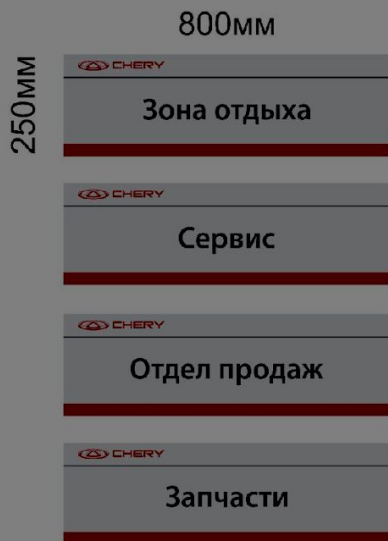 800мм
250мм
CHERY
Зона отдыха
CHERY
Сервис
CHERY
Отдел продаж
CHERY
Запчасти